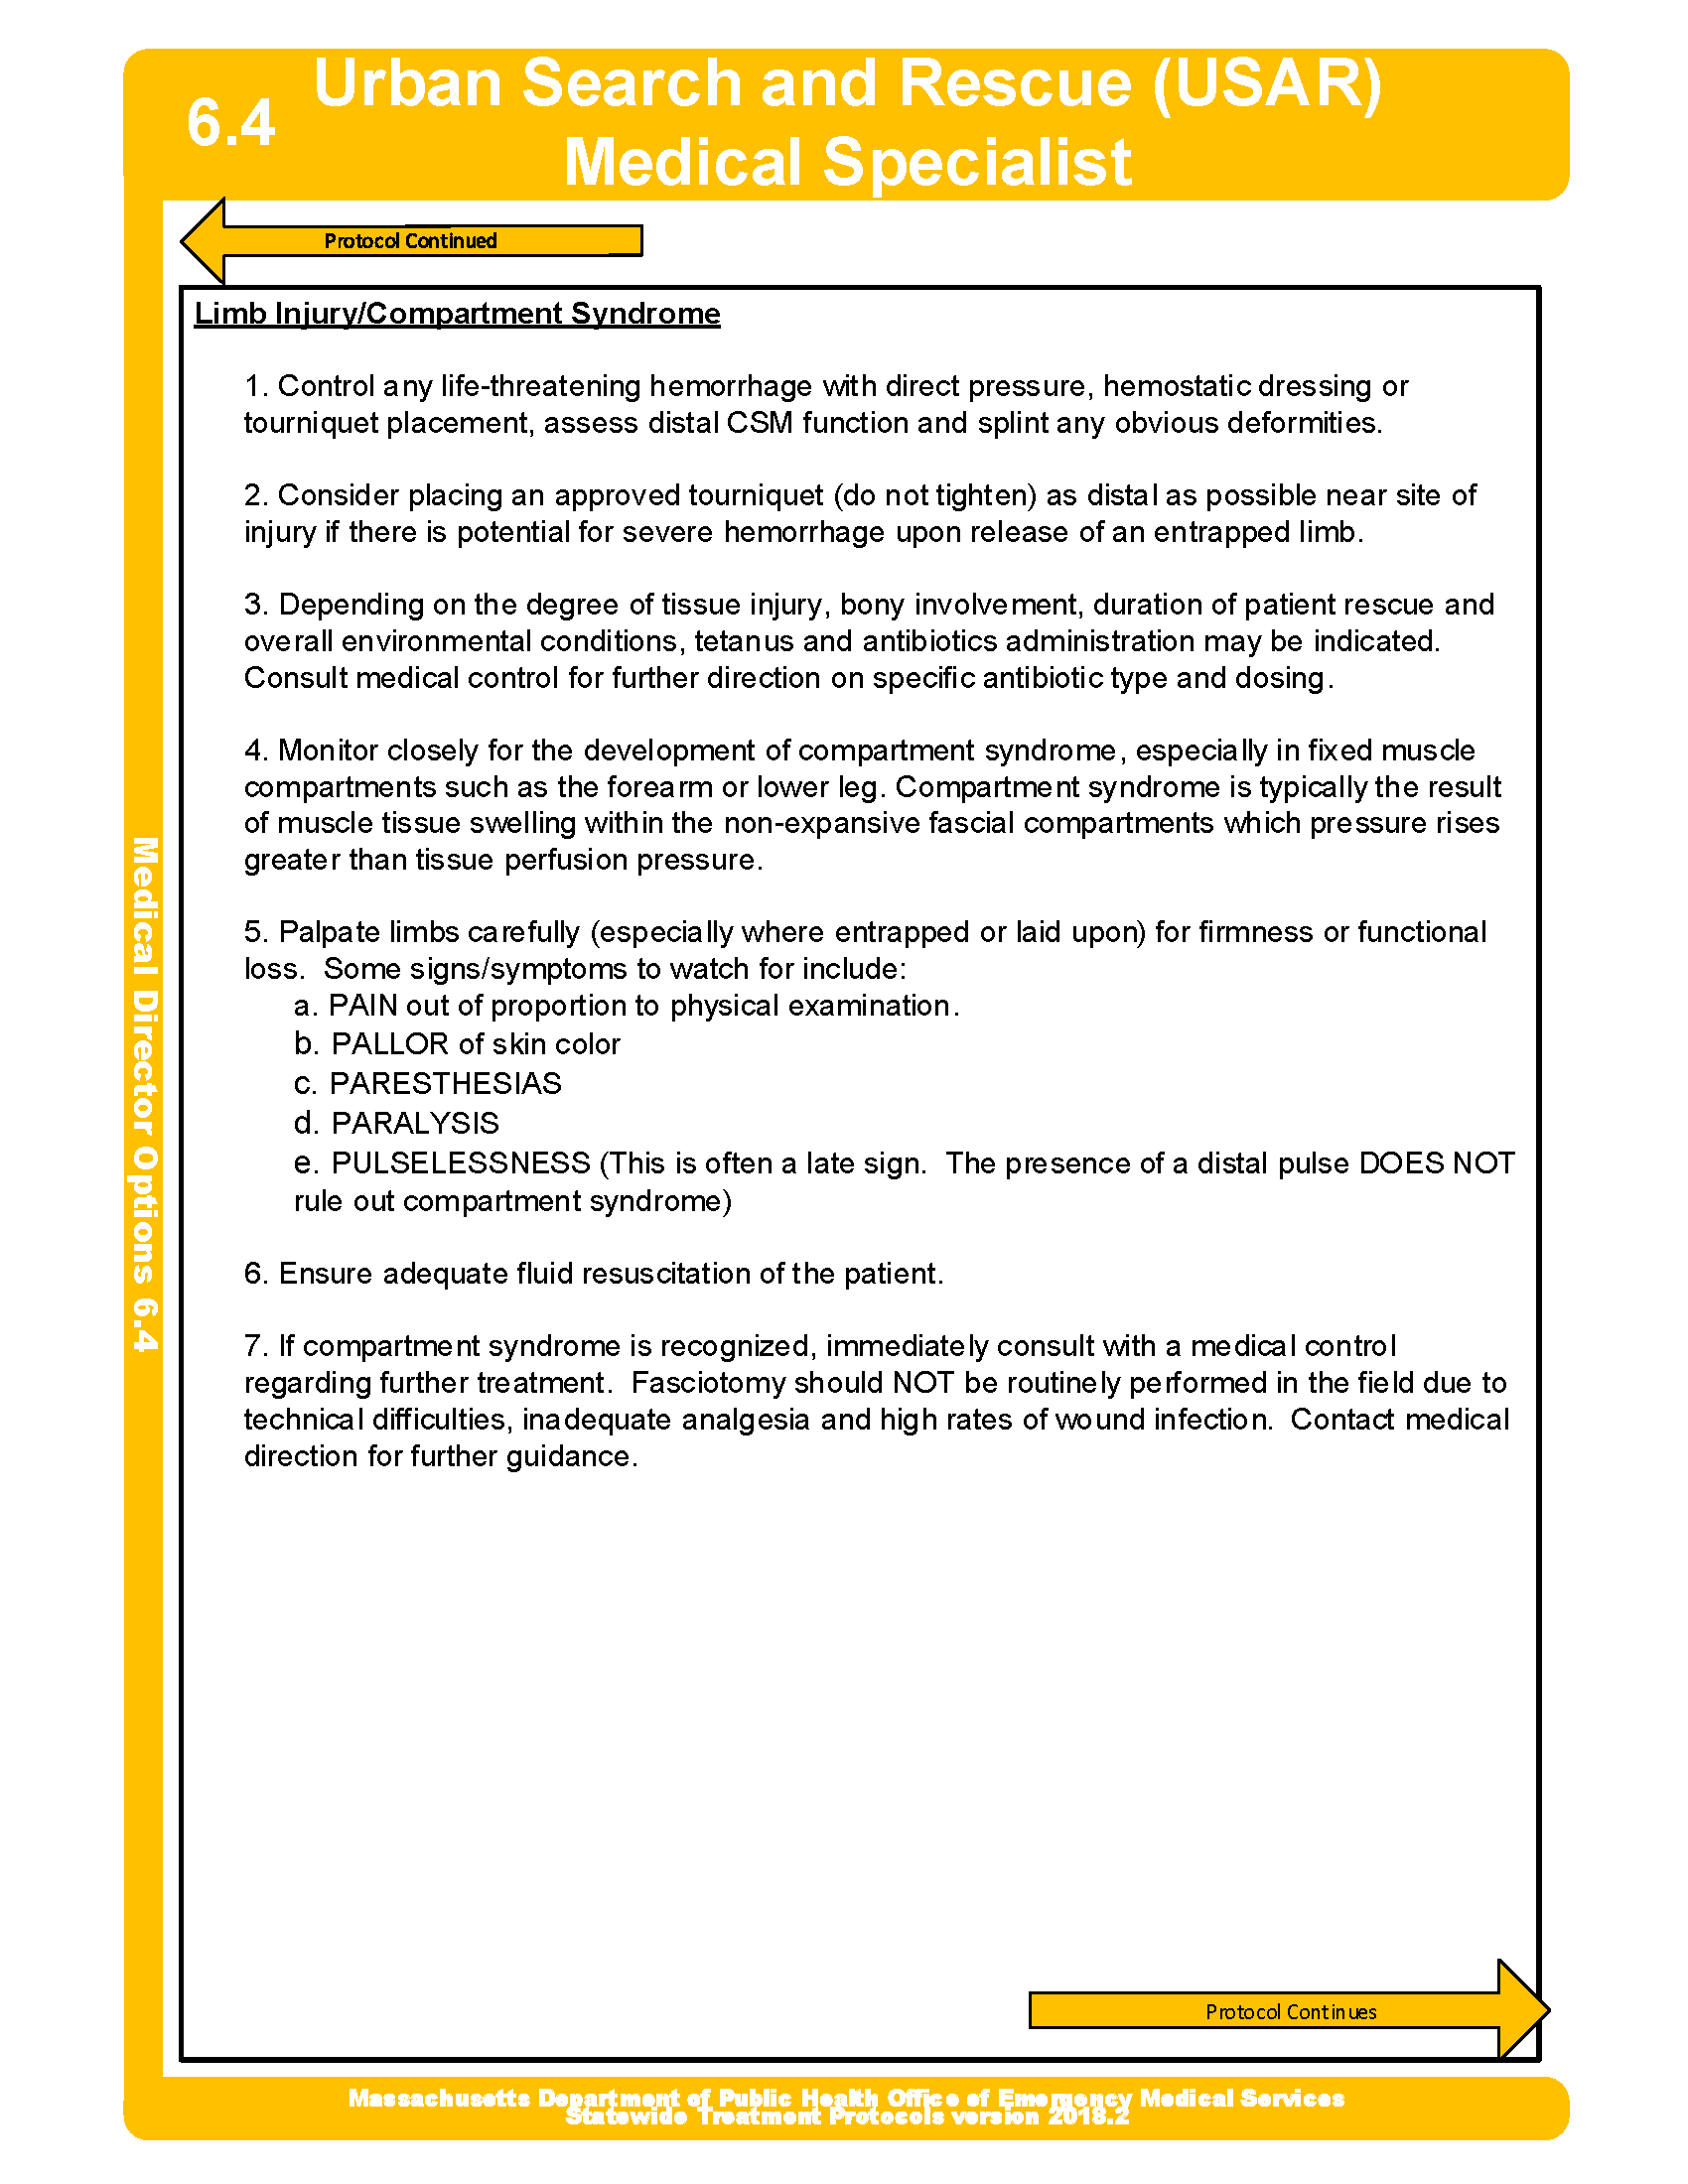 6.4
Urban Search and Rescue (USAR)
Medical Specialist
Protocol Continued
Limb Injury/Compartment Syndrome
1. Control any life-threatening hemorrhage with direct pressure, hemostatic dressing or
tourniquet placement, assess distal CSM function and splint any obvious deformities.
2. Consider placing an approved tourniquet (do not tighten) as distal as possible near site of
injury if there is potential for severe hemorrhage upon release of an entrapped limb.
3. Depending on the degree of tissue injury, bony involvement, duration of patient rescue and
overall environmental conditions, tetanus and antibiotics administration may be indicated.
Consult medical control for further direction on specific antibiotic type and dosing.
4. Monitor closely for the development of compartment syndrome, especially in fixed muscle
compartments such as the forearm or lower leg. Compartment syndrome is typically the result
of muscle tissue swelling within the non-expansive fascial compartments which pressure rises
greater than tissue perfusion pressure.
5. Palpate limbs carefully (especially where entrapped or laid upon) for firmness or functional
loss.  Some signs/symptoms to watch for include:
a. PAIN out of proportion to physical examination.
b. PALLOR of skin color
c. PARESTHESIAS
d. PARALYSIS
e. PULSELESSNESS (This is often a late sign.  The presence of a distal pulse DOES NOT
rule out compartment syndrome)
6. Ensure adequate fluid resuscitation of the patient.
7. If compartment syndrome is recognized, immediately consult with a medical control
regarding further treatment.  Fasciotomy should NOT be routinely performed in the field due to
technical difficulties, inadequate analgesia and high rates of wound infection.  Contact medical
direction for further guidance.
Protocol Continues
Medical Director Options 6.4
Massachusetts Department of Public Health Office of Emergency Medical Services
Statewide Treatment Protocols version 2018.2